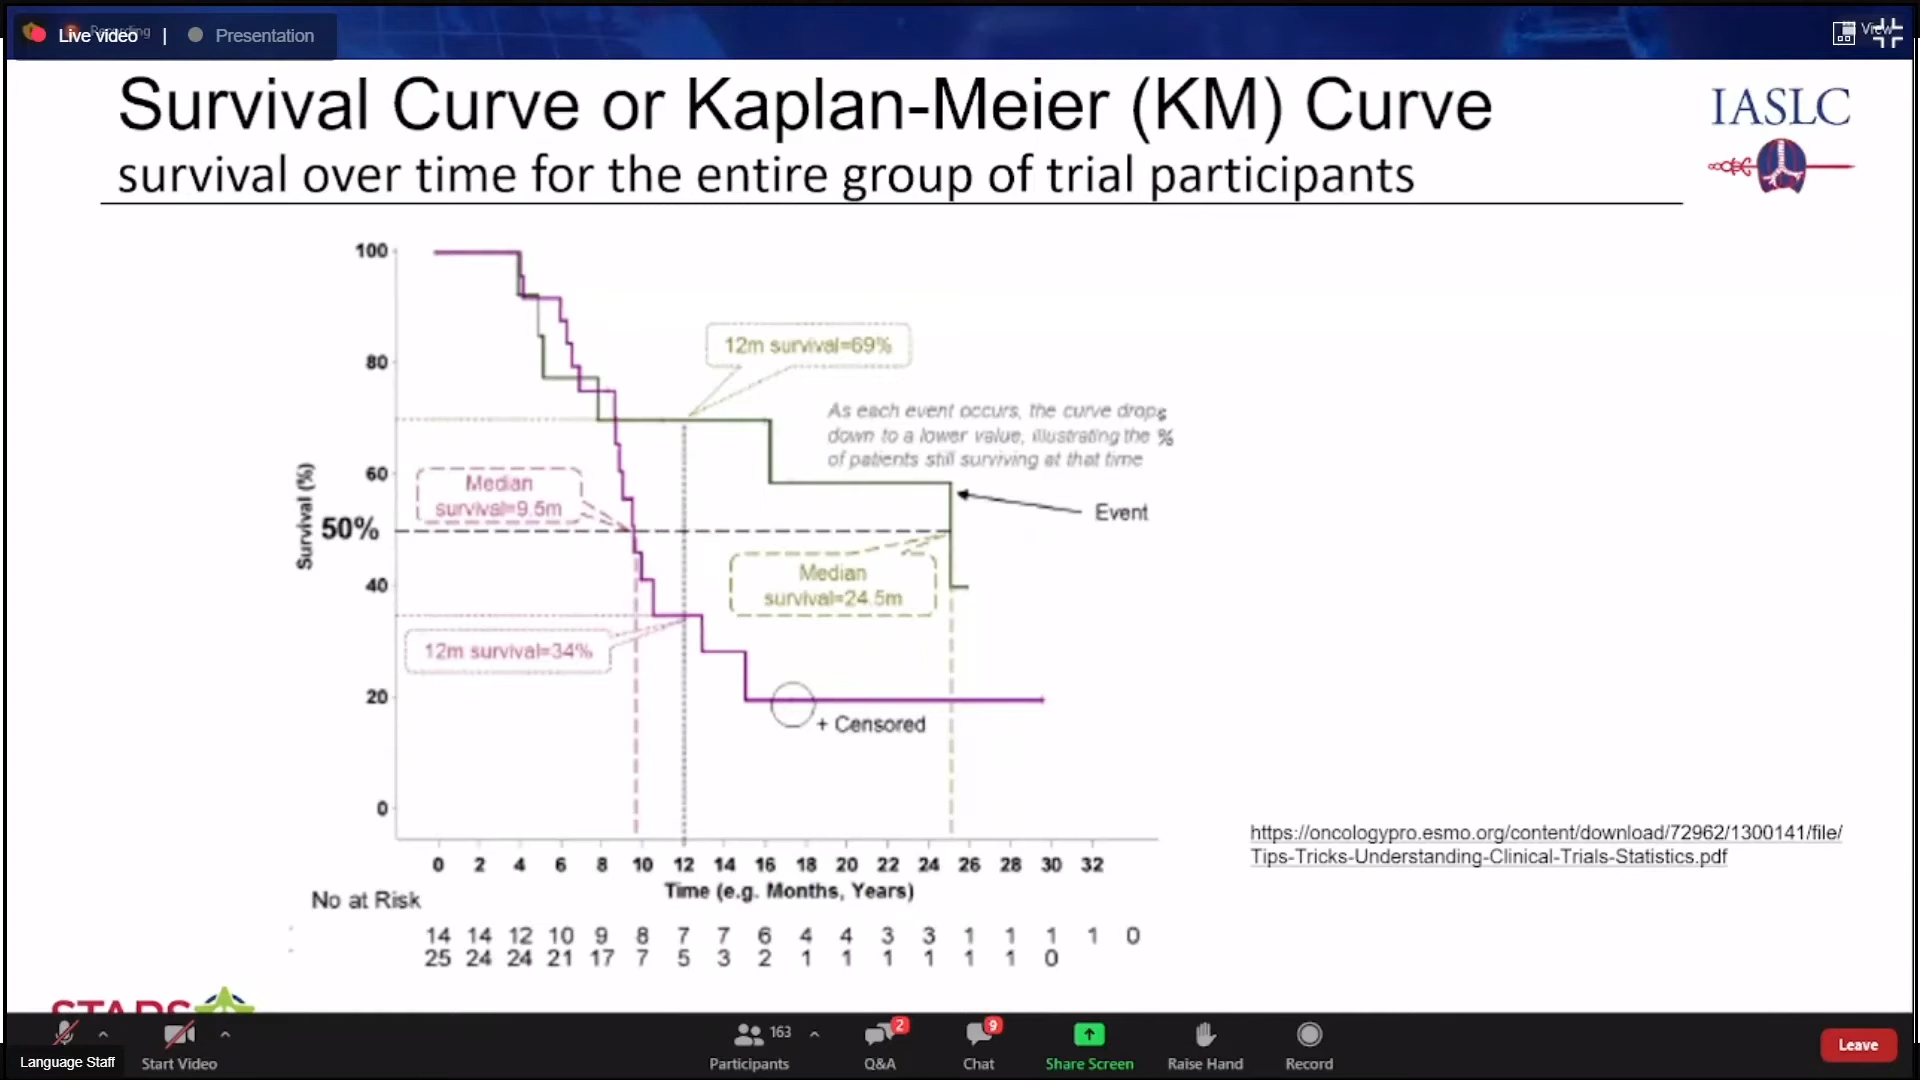 Live video | Presentation
View
Survival Curve or Kaplan-Meier (KM) Curve
survival over time for the entire group of trial participants
IASLC
100
80
60
50%
40
20
0
Survival (%)
12m survival=69%
As each event occurs, the curve drops
down to a lower value, illustrating the %
of patients still surviving at that time
Median
survival=9.5m
Event
Median
survival=24.5m
12m survival=34%
+ Censored
0 2 4 6 8 10 12 14 16 18 20 22 24 26 28 30 32
Time (e.g. Months, Years)
No at Risk
14 14 12 10 9 8 7 7 6 4 4 3 3 1 1 1 1 0
25 24 24 21 17 7 5 3 2 1 1 1 1 1 1 0
https://oncologypro.esmo.org/content/download/72962/1300141/file/
Tips-Tricks-Understanding-Clinical-Trials-Statistics.pdf
STARS
163
2
9
Language Staff
Start Video
Participants
Q&A
Chat
Share Screen
Raise Hand
Record
Leave